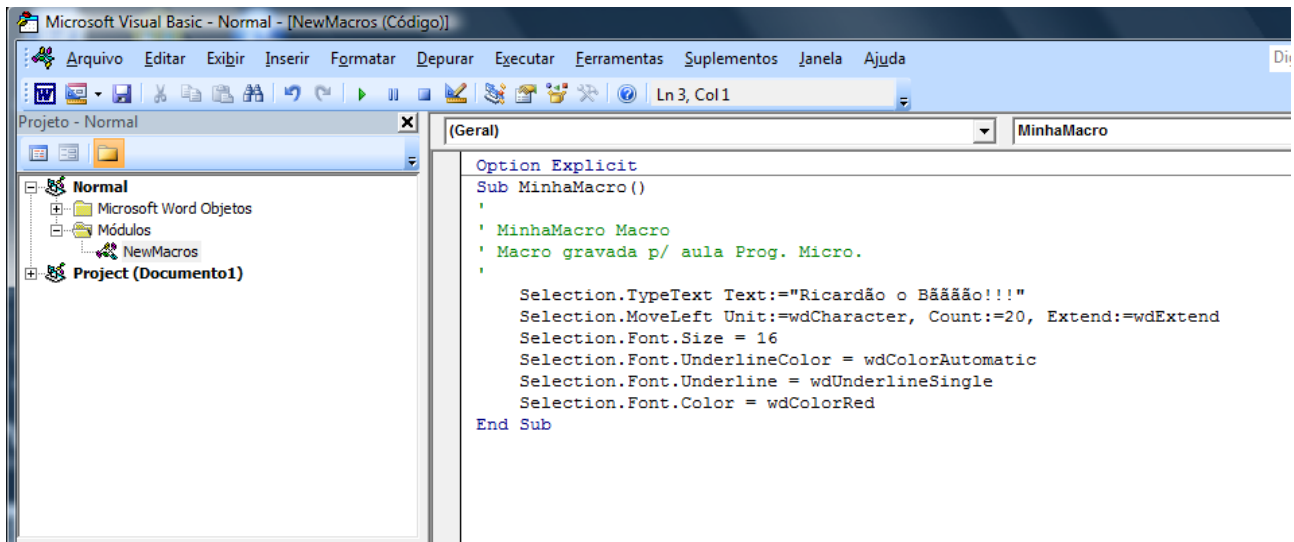 Microsoft Visual Basic - Normal - [NewMacros (Código)]
Arquivo Editar Exibir Inserir Formatar Depurar Executar Ferramentas Suplementos Janela Ajuda
Ln 3, Col 1
Projeto - Normal
Normal
Microsoft Word Objetos
Módulos
NewMacros
Project (Documento1)
(Geral) MinhaMacro
Option Explicit
Sub MinhaMacro()
'
' MinhaMacro Macro
' Macro gravada p/ aula Prog. Micro.
'
Selection.TypeText Text:="Ricardão o Bããããо!!!"
Selection.MoveLeft Unit:=wdCharacter, Count:=20, Extend:=wdExtend
Selection.Font.Size = 16
Selection.Font.UnderlineColor = wdColorAutomatic
Selection.Font.Underline = wdUnderlineSingle
Selection.Font.Color = wdColorRed
End Sub